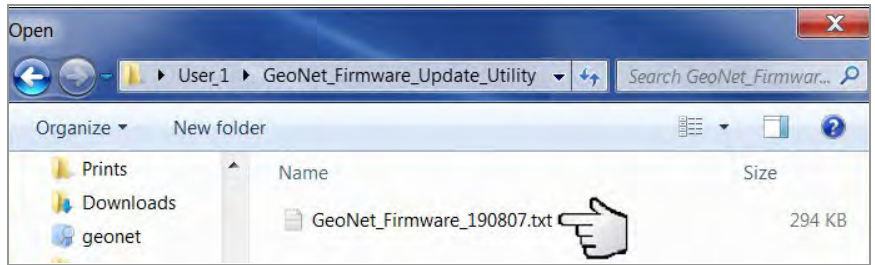 Open
User_1 GeoNet_Firmware_Update_Utility Search GeoNet_Firmwar...
Organize New folder
Prints
Downloads
geonet
Name Size
GeoNet_Firmware_190807.txt 294 KB